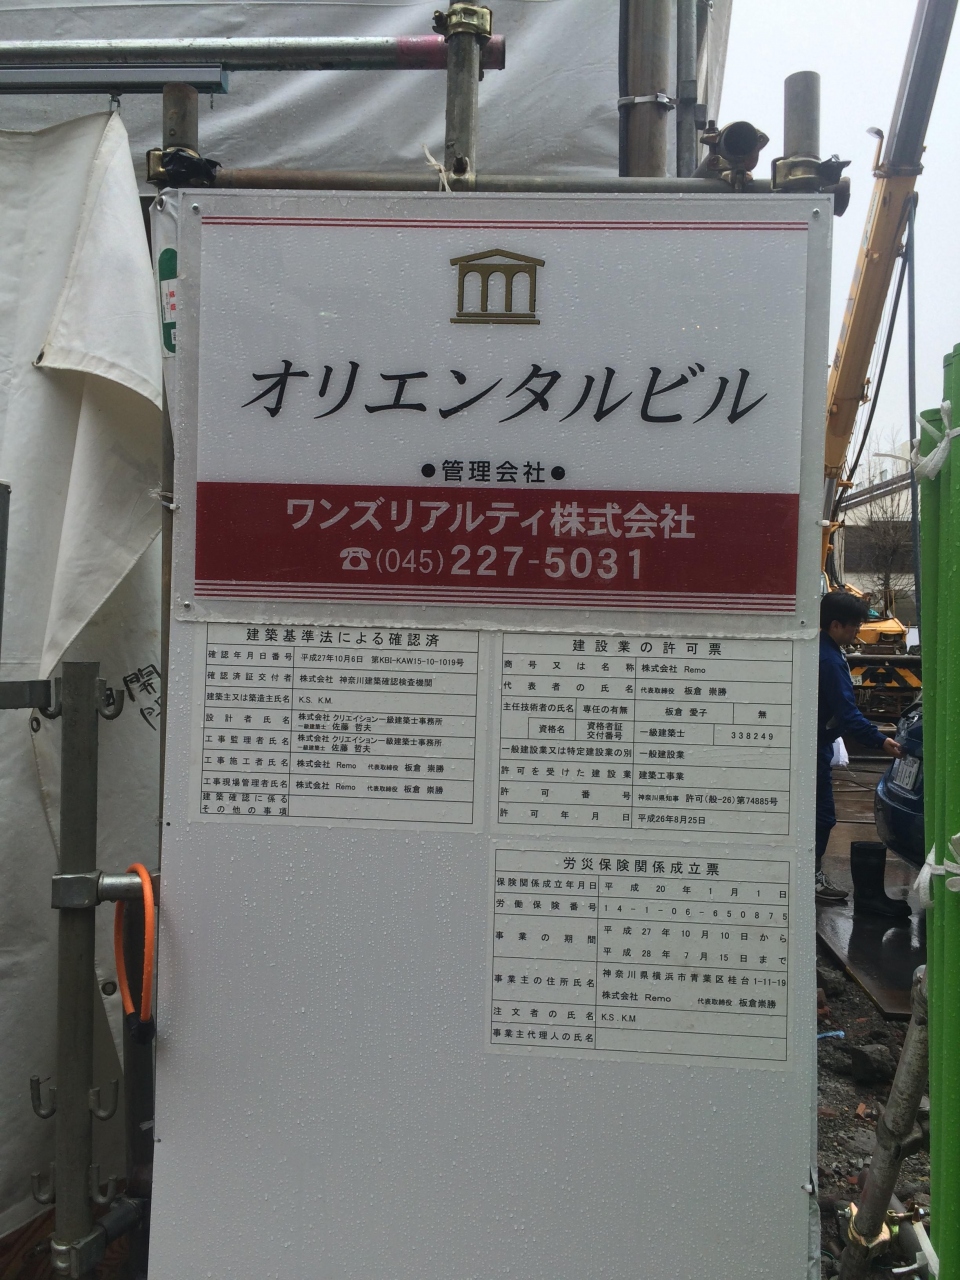 オリエンタルビル
●管理会社●
ワンズリアルティ株式会社
☎(045)227-5031
建築基準法による確認済
確認年月日番号 平成27年10月6日 第KBI-KAW15-10-1019号
確認済証交付者 株式会社 神奈川建築確認検査機関
建築主又は築造主氏名 K.S. K.M.
設計者氏名 株式会社 クリエイション一級建築士事務所
一級建築士 佐藤 哲夫
工事監理者氏名 株式会社 クリエイション一級建築士事務所
一級建築士 佐藤 哲夫
工事施工者氏名 株式会社 Remo 代表取締役 板倉 崇勝
工事現場管理者氏名 株式会社 Remo 代表取締役 板倉 崇勝
建築確認に係る
その他の事項
建設業の許可票
商号又は名称 株式会社 Remo
代表者の氏名 代表取締役 板倉 崇勝
主任技術者の氏名 専任の有無 板倉 愛子 無
資格名 資格者証
交付番号 一級建築士 338249
一般建設業又は特定建設業の別 一般建設業
許可を受けた建設業 建築工事業
許可番号 神奈川県知事 許可(般-26)第74885号
許可年月日 平成26年8月25日
労災保険関係成立票
保険関係成立年月日 平成20年1月1日
労働保険番号 14-1-06-650875
事業の期間 平成27年10月10日から
平成28年7月15日まで
事業主の住所氏名 神奈川県横浜市青葉区桂台1-11-19
株式会社 Remo 代表取締役 板倉崇勝
注文者の氏名 K.S. K.M
事業主代理人の氏名